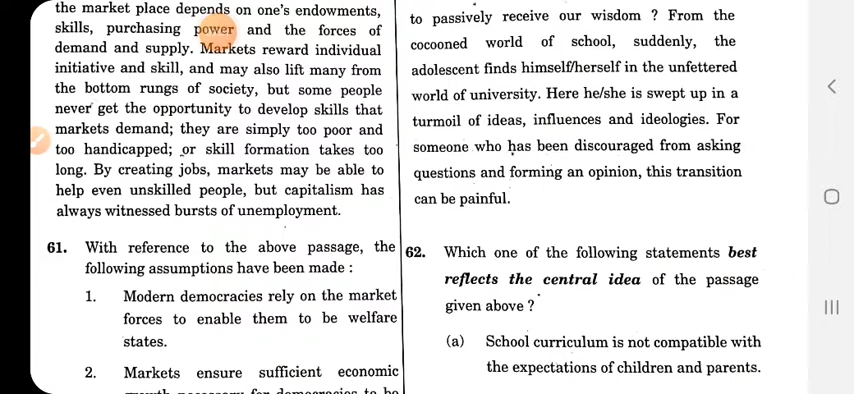 the market place depends on one's endowments,
skills, purchasing power and the forces of
demand and supply. Markets reward individual
initiative and skill, and may also lift many from
the bottom rungs of society, but some people
never get the opportunity to develop skills that
markets demand; they are simply too poor and
too handicapped; or skill formation takes too
long. By creating jobs, markets may be able to
help even unskilled people, but capitalism has
always witnessed bursts of unemployment.
61. With reference to the above passage, the
following assumptions have been made :
1. Modern democracies rely on the market
forces to enable them to be welfare
states.
2. Markets ensure sufficient economic
growth necessary for democracies to be
to passively receive our wisdom ? From the
cocooned world of school, suddenly, the
adolescent finds himself/herself in the unfettered
world of university. Here he/she is swept up in a
turmoil of ideas, influences and ideologies. For
someone who has been discouraged from asking
questions and forming an opinion, this transition
can be painful.
62. Which one of the following statements best
reflects the central idea of the passage
given above ?
(a) School curriculum is not compatible with
the expectations of children and parents.